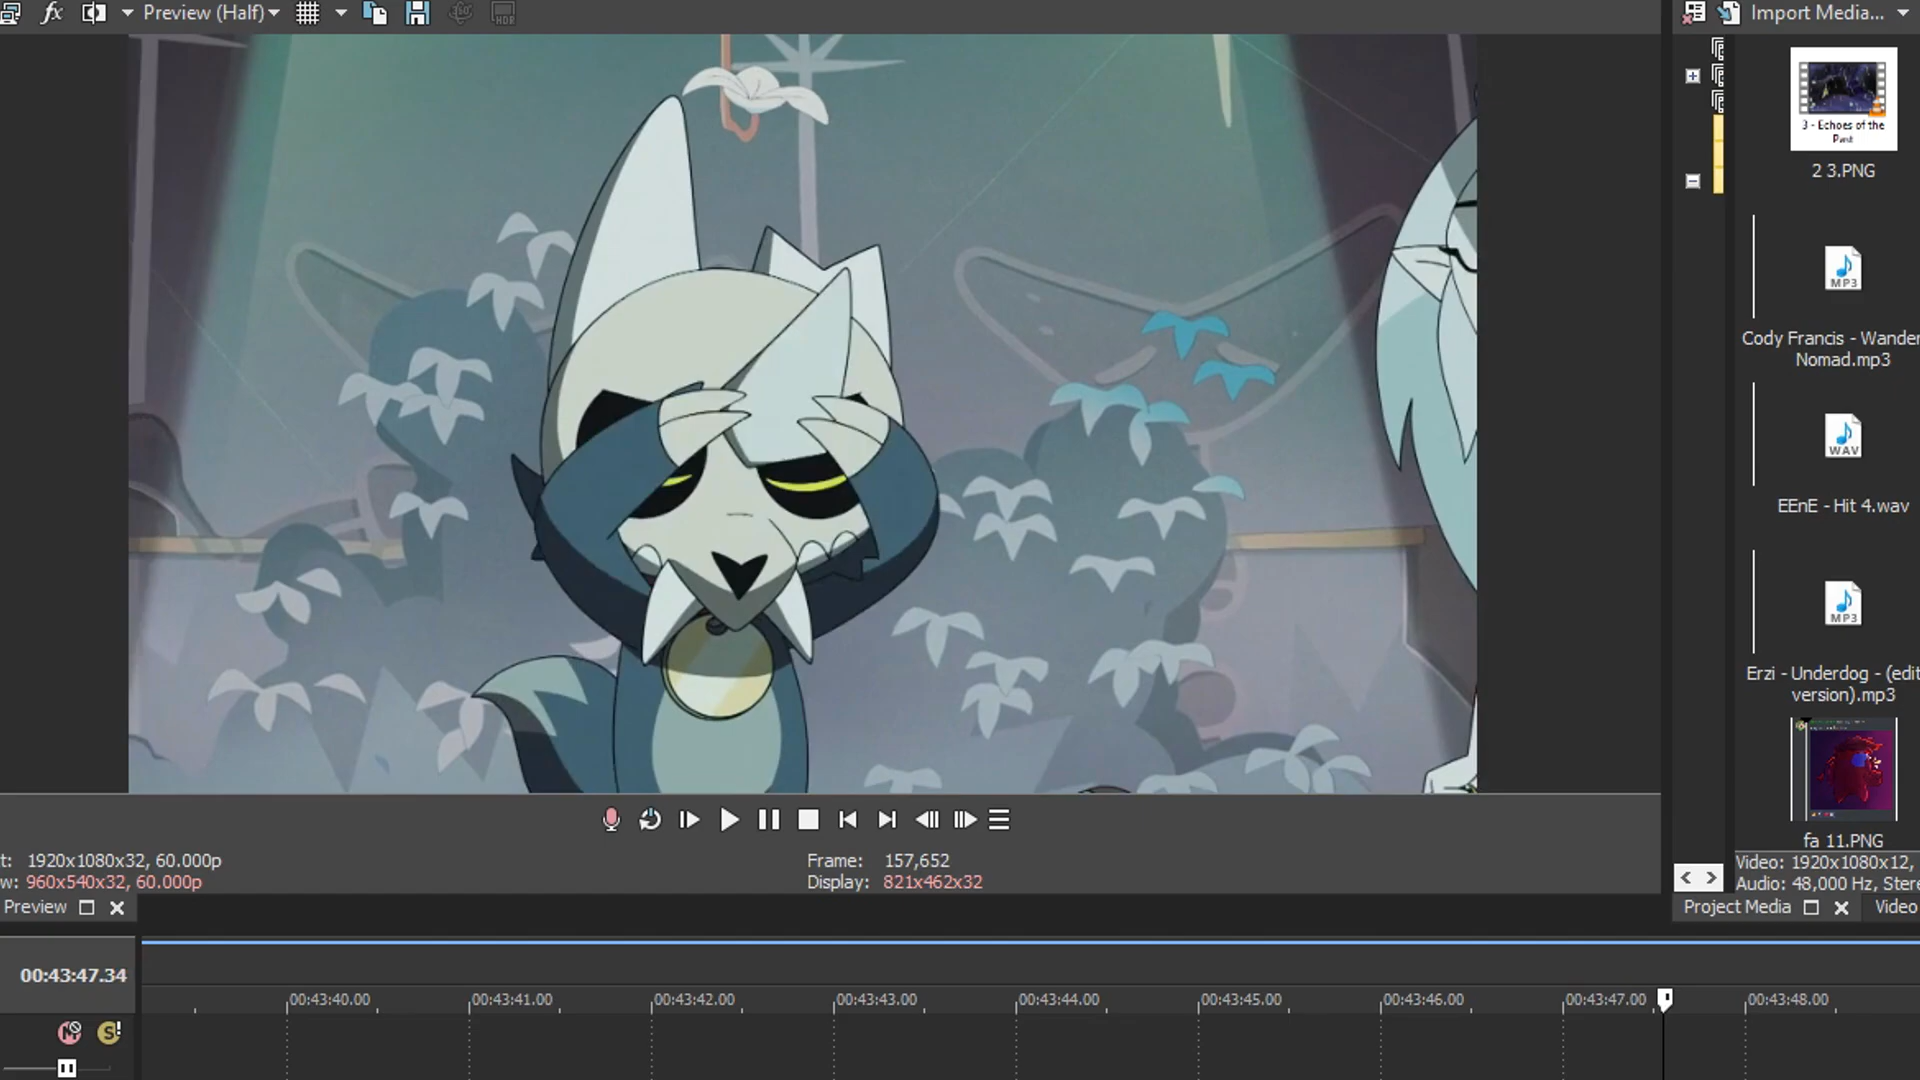 Preview (Half)
Import Media...
3 - Echoes of the
Past
2 3.PNG
MP3
Cody Francis - Wander
Nomad.mp3
WAV
EEnE - Hit 4.wav
MP3
Erzi - Underdog - (edit
version).mp3
fa 11.PNG
t: 1920x1080x32, 60.000p
w: 960x540x32, 60.000p
Frame: 157,652
Display: 821x462x32
Video: 1920x1080x12,
Audio: 48,000 Hz, Stere
Preview
Project Media
Video
00:43:47.34
00:43:40.00
00:43:41.00
00:43:42.00
00:43:43.00
00:43:44.00
00:43:45.00
00:43:46.00
00:43:47.00
00:43:48.00